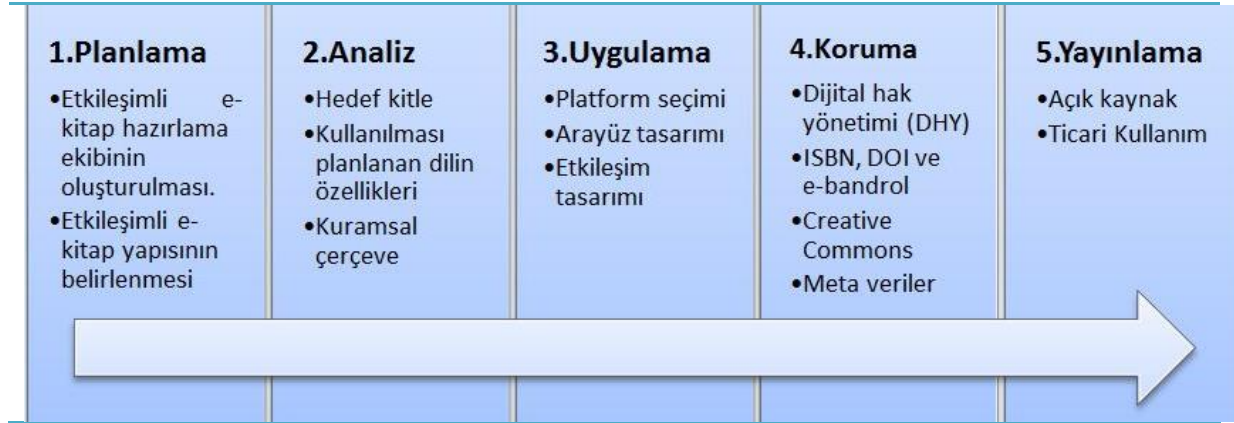 1.Planlama
•Etkileşimli e-
kitap hazırlama
ekibinin
oluşturulması.
•Etkileşimli e-
kitap yapısının
belirlenmesi
2.Analiz
•Hedef kitle
•Kullanılması
planlanan dilin
özellikleri
•Kuramsal
çerçeve
3.Uygulama
•Platform seçimi
•Arayüz tasarımı
•Etkileşim
tasarımı
4.Koruma
•Dijital hak
yönetimi (DHY)
•ISBN, DOI ve
e-bandrol
•Creative
Commons
•Meta veriler
5.Yayınlama
•Açık kaynak
•Ticari Kullanım